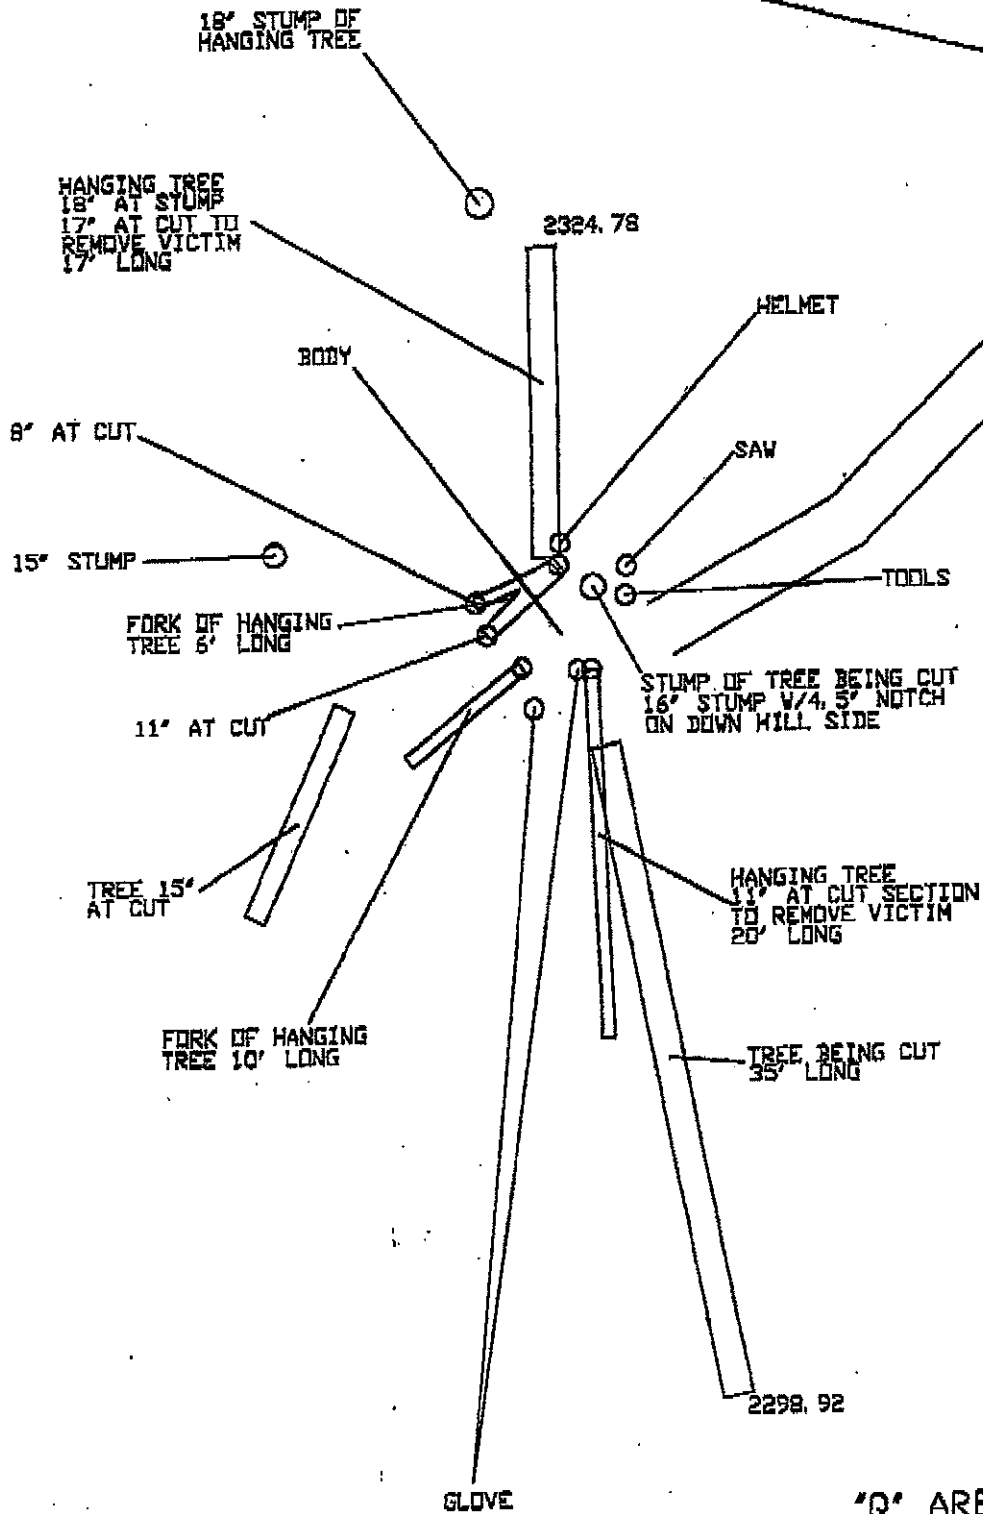 18" STUMP OF
HANGING TREE
HANGING TREE
18" AT STUMP
17" AT CUT TO
REMOVE VICTIM
17' LONG
2324.78
HELMET
BODY
8" AT CUT
SAW
15" STUMP
TOOLS
FORK OF HANGING
TREE 6' LONG
STUMP OF TREE BEING CUT
16" STUMP W/4.5" NOTCH
ON DOWN HILL SIDE
11" AT CUT
TREE 15"
AT CUT
HANGING TREE
11" AT CUT SECTION
TO REMOVE VICTIM
20' LONG
FORK OF HANGING
TREE 10' LONG
TREE BEING CUT
35' LONG
2298.92
GLOVE